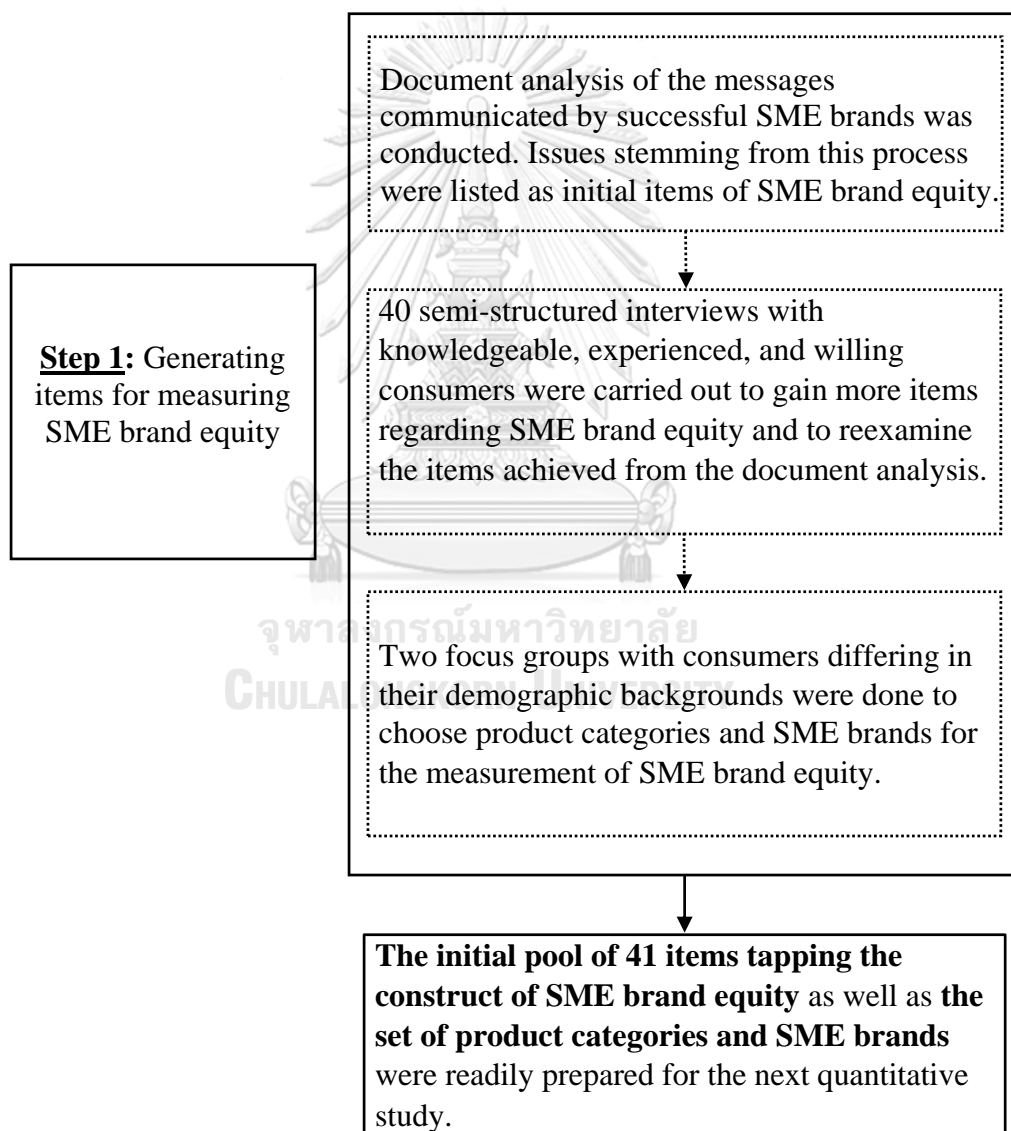 Document analysis of the messages
communicated by successful SME brands was
conducted. Issues stemming from this process
were listed as initial items of SME brand equity.
Step 1: Generating
items for measuring
SME brand equity
40 semi-structured interviews with
knowledgeable, experienced, and willing
consumers were carried out to gain more items
regarding SME brand equity and to reexamine
the items achieved from the document analysis.
จุฬาลงกรณ์มหาวิทยาลัย
CHULALONGKORN UNIVERSITY
Two focus groups with consumers differing in
their demographic backgrounds were done to
choose product categories and SME brands for
the measurement of SME brand equity.
The initial pool of 41 items tapping the
construct of SME brand equity as well as the
set of product categories and SME brands
were readily prepared for the next quantitative
study.